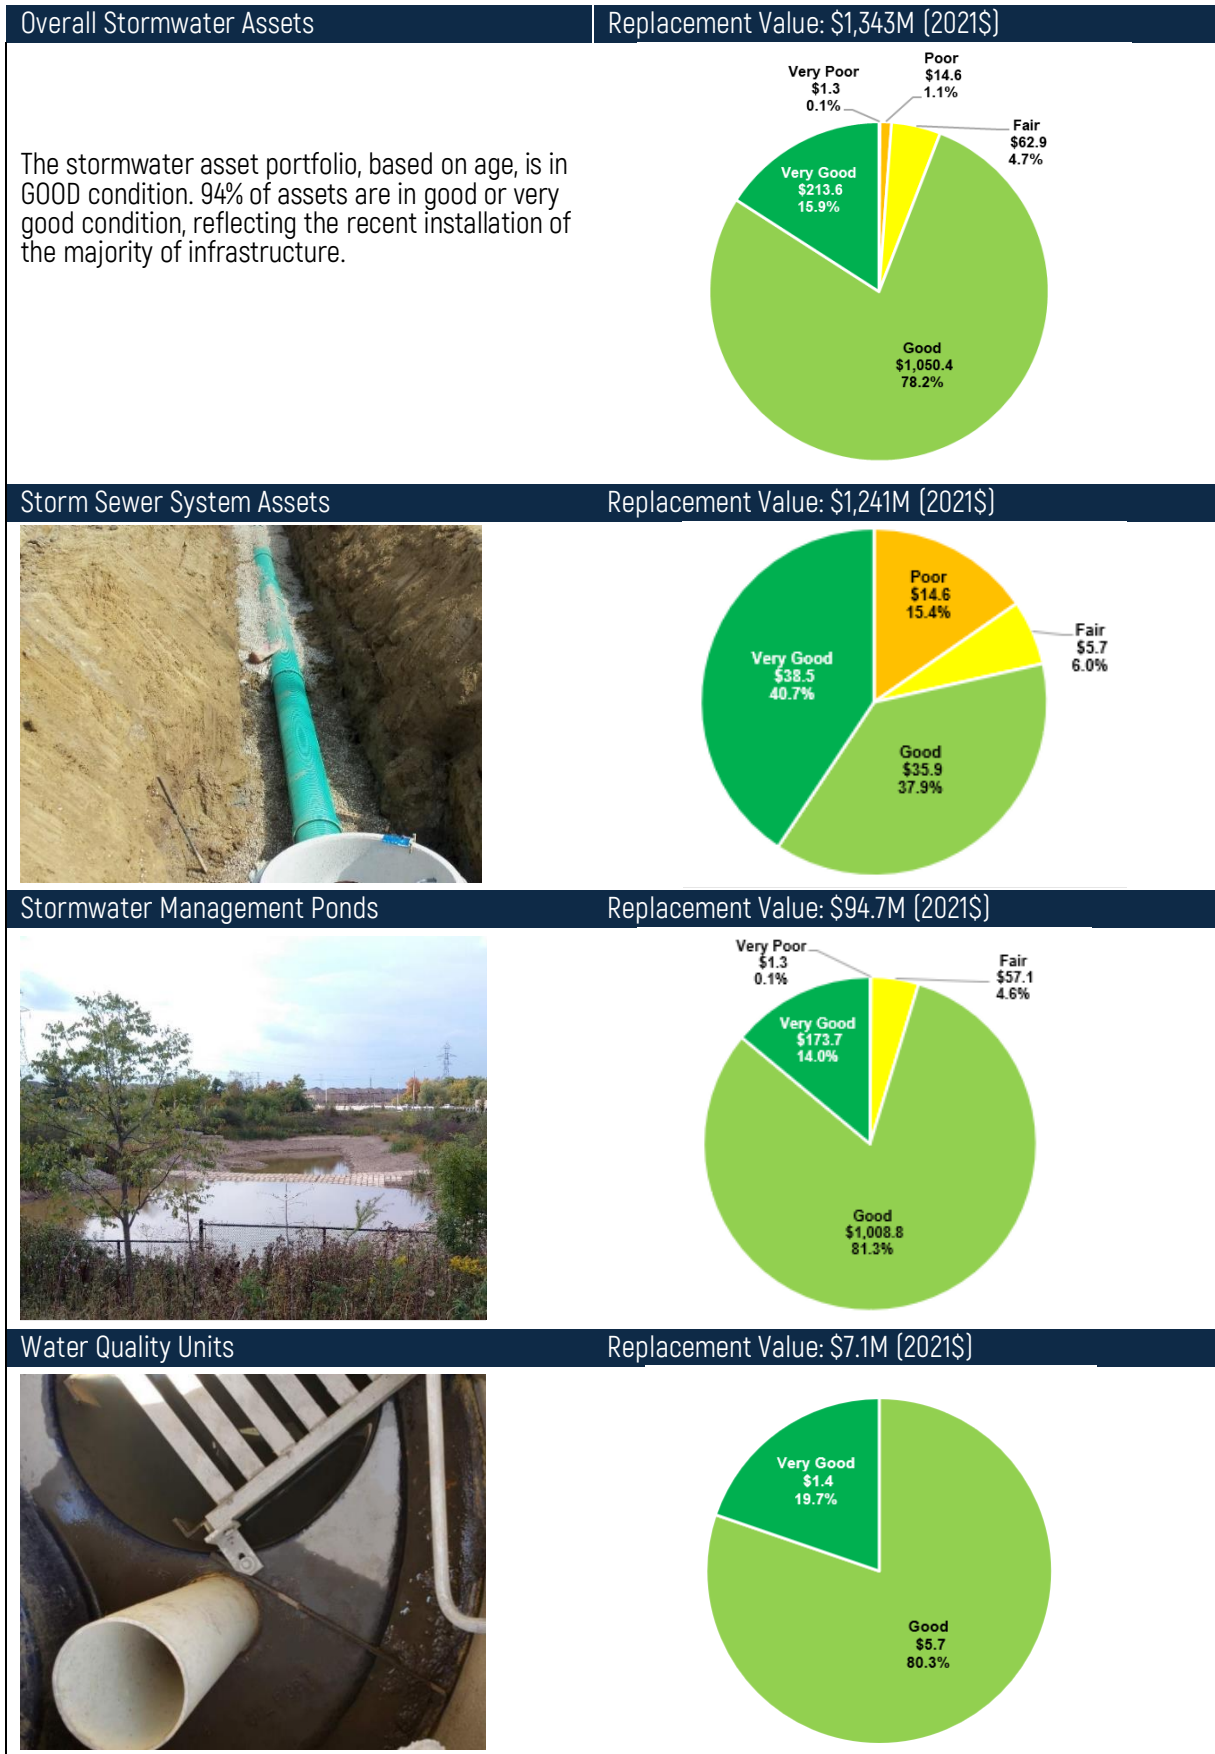 Overall Stormwater Assets
Replacement Value: $1,343M (2021$)
The stormwater asset portfolio, based on age, is in
GOOD condition. 94% of assets are in good or very
good condition, reflecting the recent installation of
the majority of infrastructure.
Very Poor
$1.3
0.1%
Poor
$14.6
1.1%
Fair
$62.9
4.7%
Very Good
$213.6
15.9%
Good
$1,050.4
78.2%
Storm Sewer System Assets
Replacement Value: $1,241M (2021$)
Poor
$14.6
15.4%
Fair
$5.7
6.0%
Very Good
$38.5
40.7%
Good
$35.9
37.9%
Stormwater Management Ponds
Replacement Value: $94.7M (2021$)
Very Poor
$1.3
0.1%
Fair
$57.1
4.6%
Very Good
$173.7
14.0%
Good
$1,008.8
81.3%
Water Quality Units
Replacement Value: $7.1M (2021$)
Very Good
$1.4
19.7%
Good
$5.7
80.3%